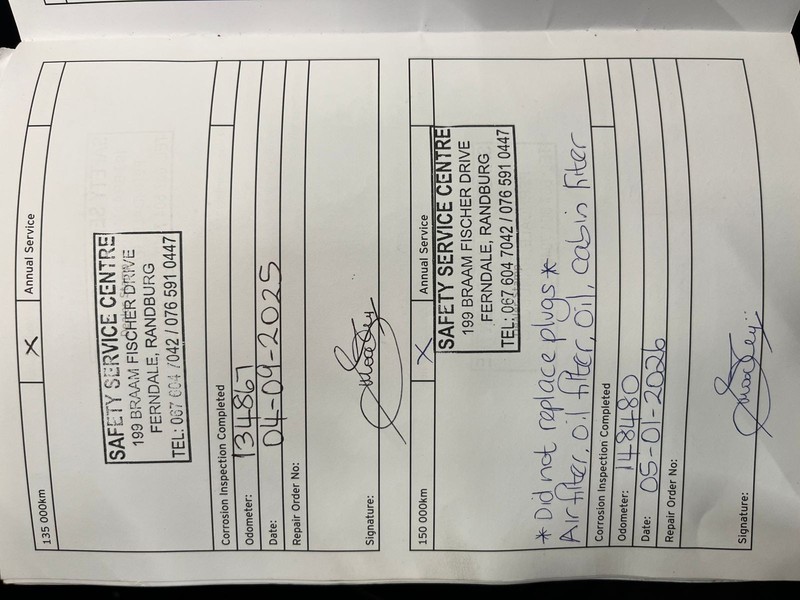 135 000km X Annual Service
SAFETY SERVICE CENTRE
199 BRAAM FISCHER DRIVE
FERNDALE, RANDBURG
TEL: 067 604 7042 / 076 591 0447
Corrosion Inspection Completed
Odometer: 134867
Date: 04-09-2025
Repair Order No:
Signature:
150 000km X Annual Service
SAFETY SERVICE CENTRE
199 BRAAM FISCHER DRIVE
FERNDALE, RANDBURG
TEL: 067 604 7042 / 076 591 0447
* Did not replace plugs *
Air filter, oil filter, Oil, cabin filter
Corrosion Inspection Completed
Odometer: 148480
Date: 05-01-2026
Repair Order No:
Signature: